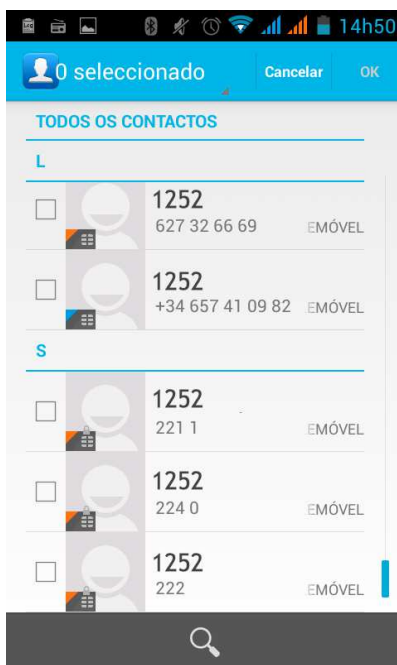 14h50
0 seleccionado
Cancelar
OK
TODOS OS CONTACTOS
L
1252
627 32 66 69 EMÓVEL
1252
+34 657 41 09 82 EMÓVEL
S
1252
221 1 EMÓVEL
1252
224 0 EMÓVEL
1252
222 EMÓVEL